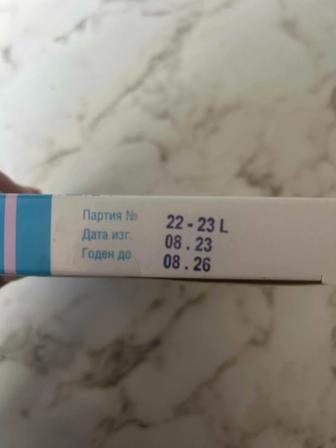 Партия № 22 - 23 L
Дата изг. 08 . 23
Годен до 08 . 26